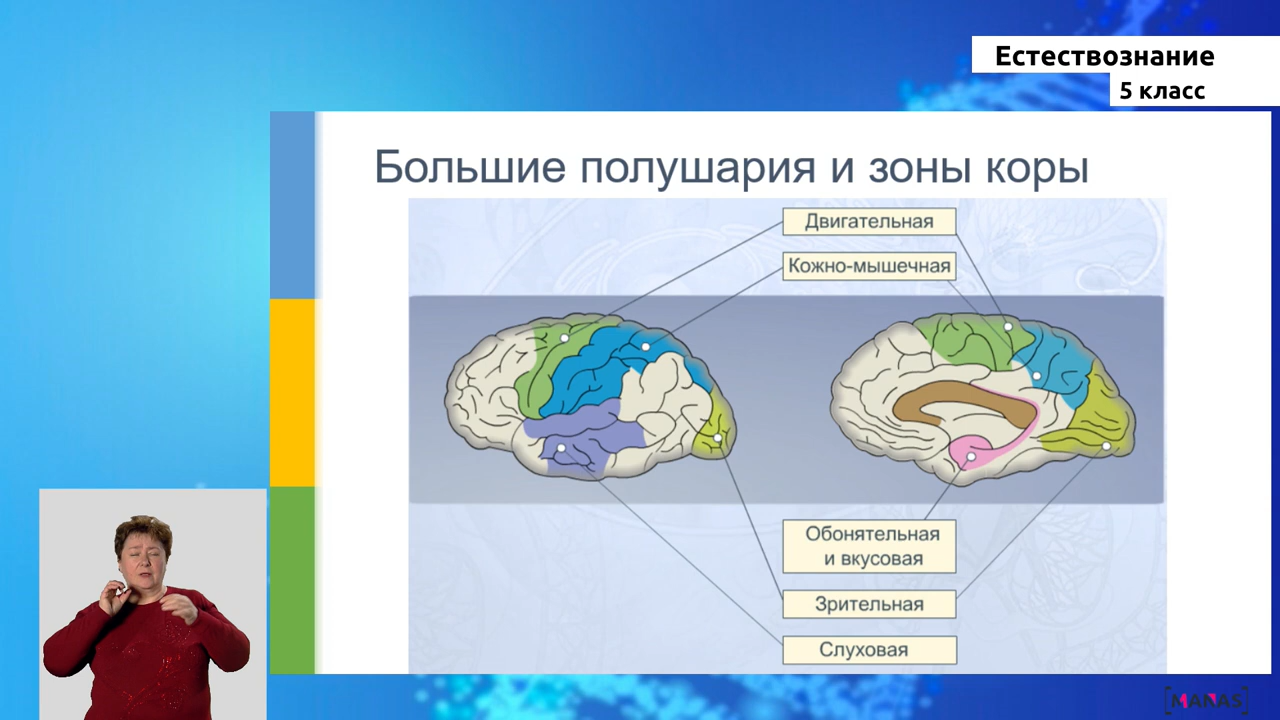 Естествознание
5 класс
Большие полушария и зоны коры
Двигательная
Кожно-мышечная
Обонятельная
и вкусовая
Зрительная
Слуховая
[MANAS]